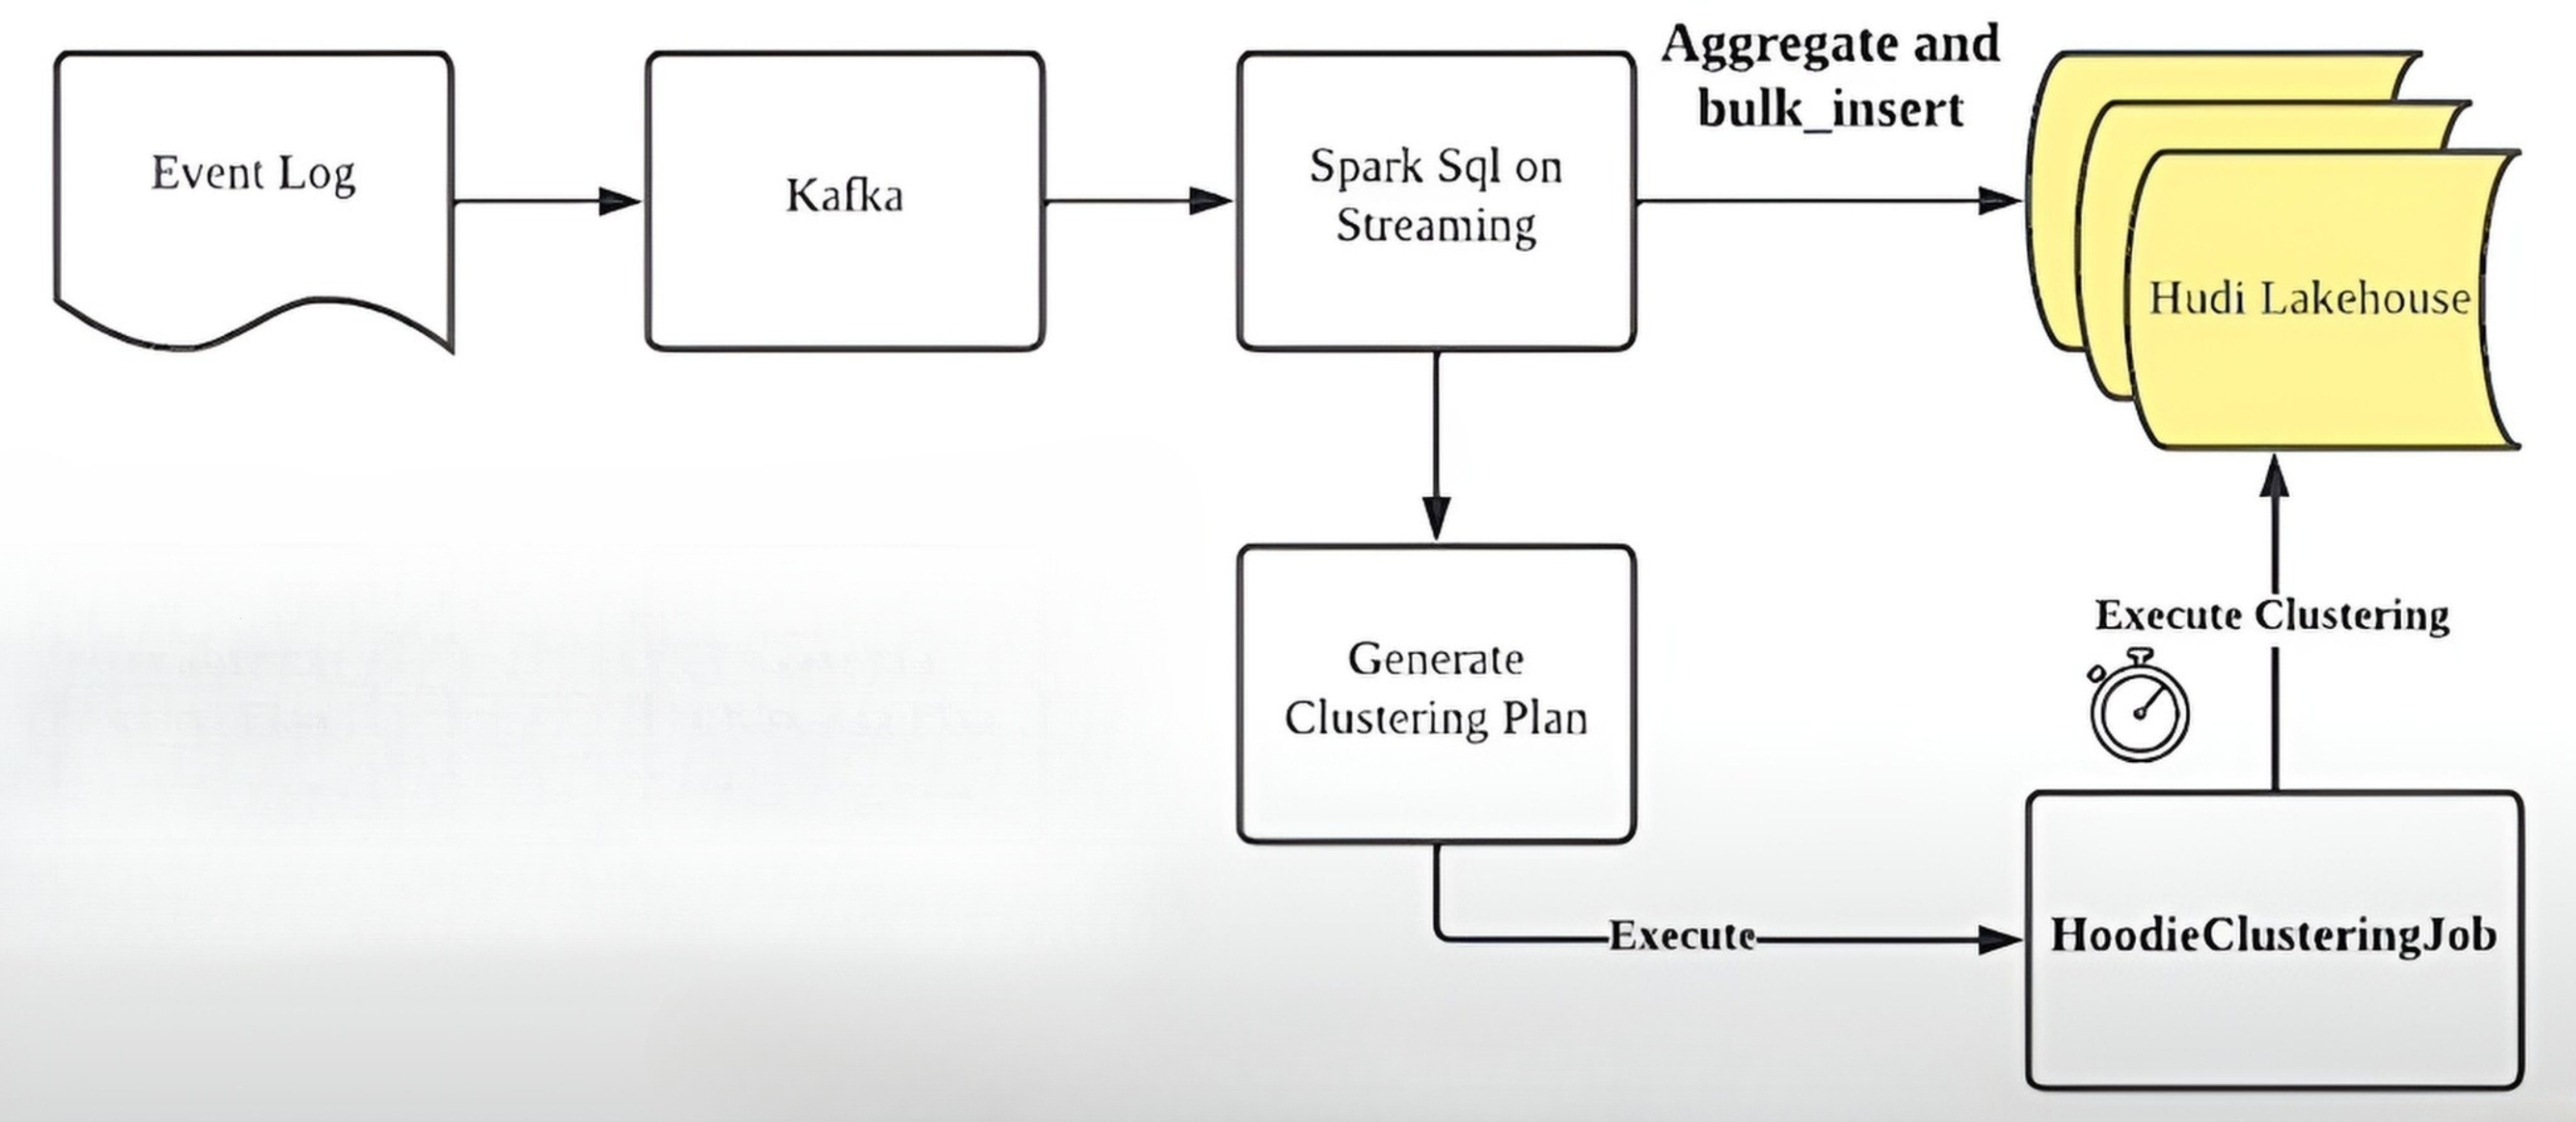 Event Log
Kafka
Spark Sql on
Streaming
Aggregate and
bulk_insert
Hudi Lakehouse
Generate
Clustering Plan
Execute Clustering
Execute
HoodieClusteringJob